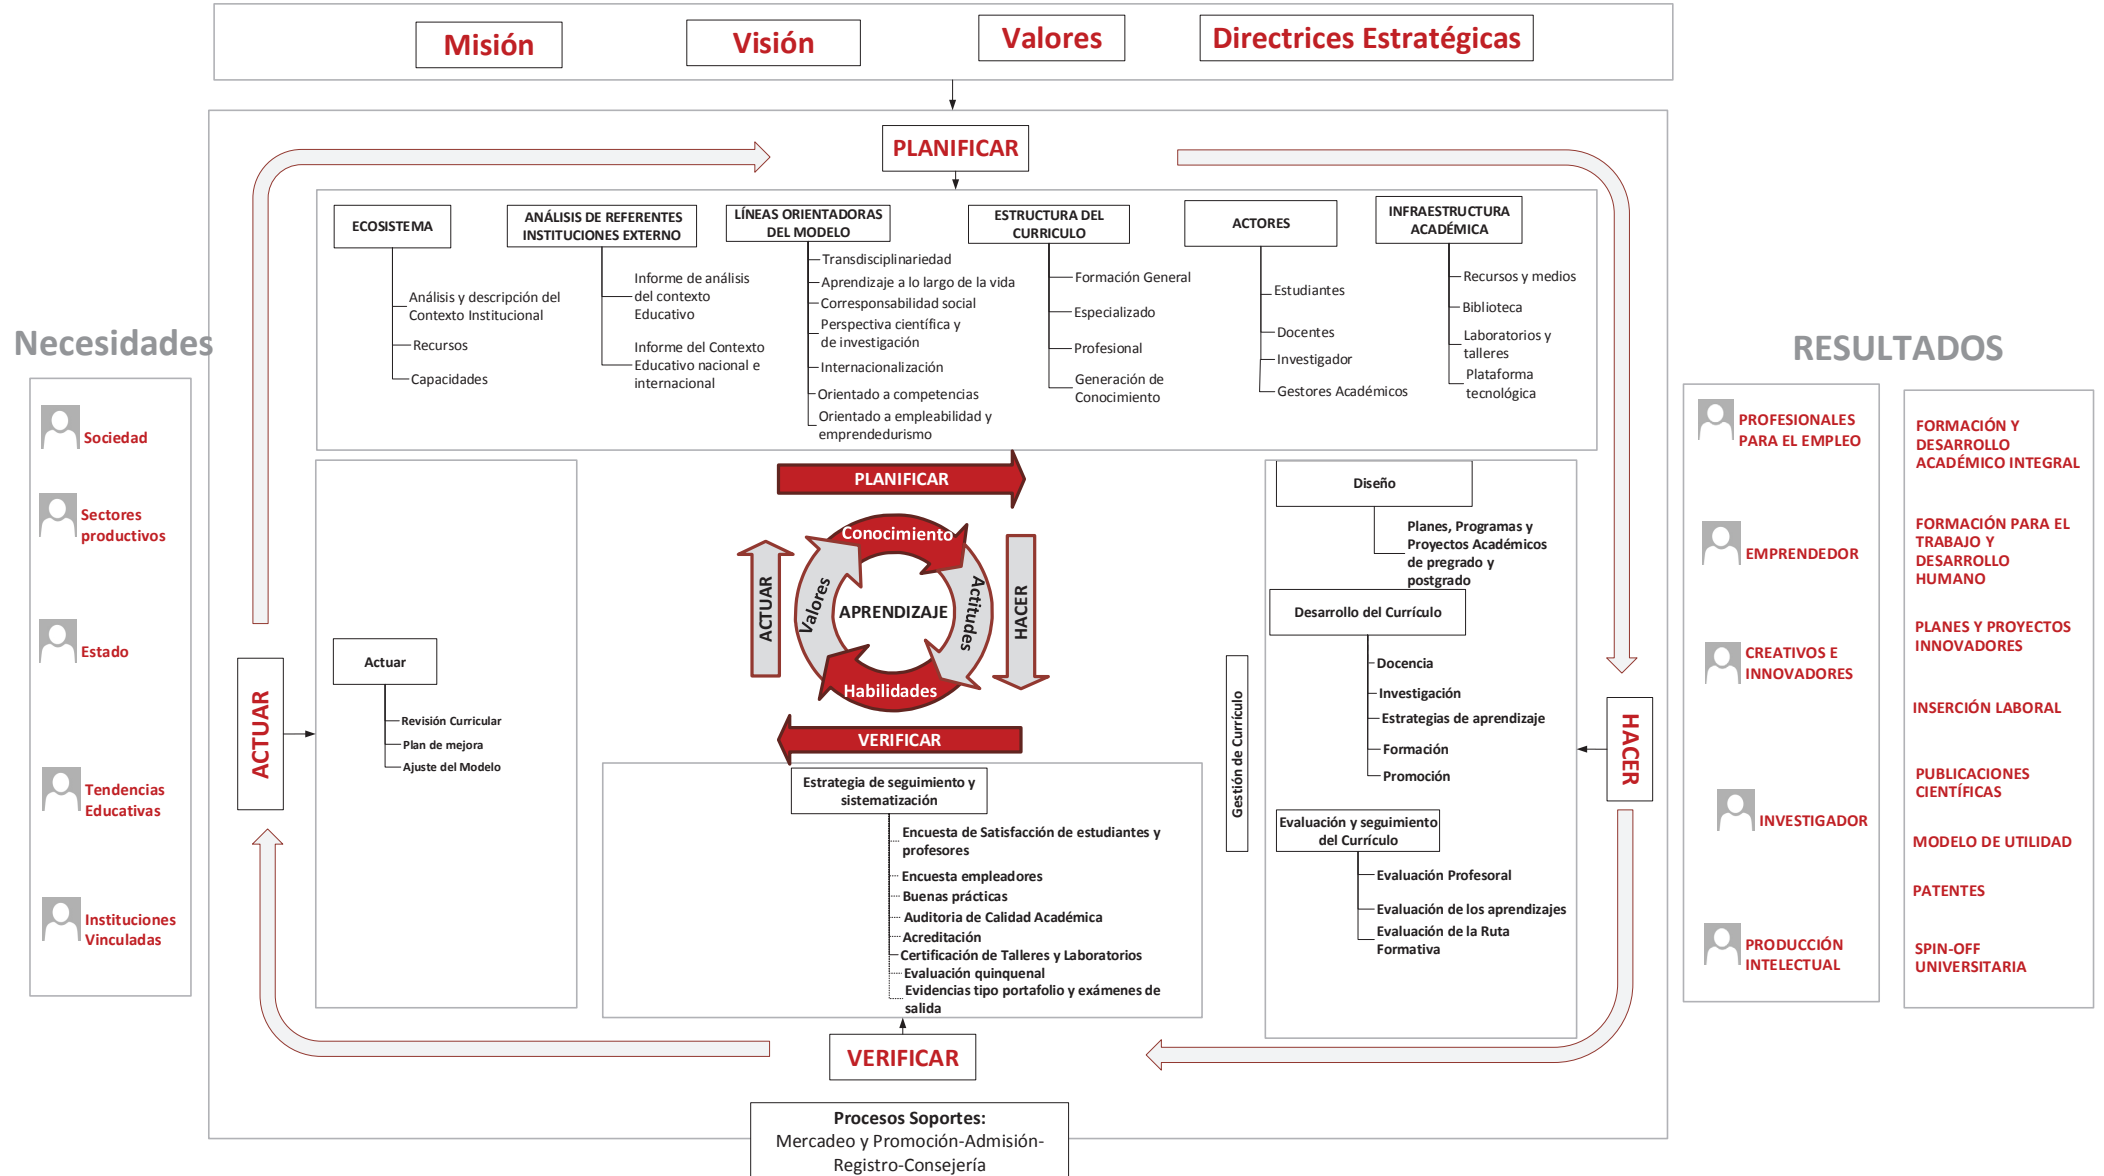 Misión
Visión
Valores
Directrices Estratégicas
PLANIFICAR
ECOSISTEMA
Análisis y descripción del
Contexto Institucional
Recursos
Capacidades
ANÁLISIS DE REFERENTES
INSTITUCIONES EXTERNO
Informe de análisis
del contexto
Educativo
Informe del Contexto
Educativo nacional e
internacional
LÍNEAS ORIENTADORAS
DEL MODELO
Transdisciplinariedad
Aprendizaje a lo largo de la vida
Corresponsabilidad social
Perspectiva científica y
de investigación
Internacionalización
Orientado a competencias
Orientado a empleabilidad y
emprendedurismo
ESTRUCTURA DEL
CURRICULO
Formación General
Especializado
Profesional
Generación de
Conocimiento
ACTORES
Estudiantes
Docentes
Investigador
Gestores Académicos
INFRAESTRUCTURA
ACADÉMICA
Recursos y medios
Biblioteca
Laboratorios y
talleres
Plataforma
tecnológica
Necesidades
Sociedad
Sectores
productivos
Estado
Tendencias
Educativas
Instituciones
Vinculadas
ACTUAR
Actuar
Revisión Curricular
Plan de mejora
Ajuste del Modelo
PLANIFICAR
ACTUAR
HACER
VERIFICAR
Conocimiento
Actitudes
Habilidades
Valores
APRENDIZAJE
Estrategia de seguimiento y
sistematización
Encuesta de Satisfacción de estudiantes y
profesores
Encuesta empleadores
Buenas prácticas
Auditoria de Calidad Académica
Acreditación
Certificación de Talleres y Laboratorios
Evaluación quinquenal
Evidencias tipo portafolio y exámenes de
salida
VERIFICAR
Gestión de Currículo
Diseño
Planes, Programas y
Proyectos Académicos
de pregrado y
postgrado
Desarrollo del Currículo
Docencia
Investigación
Estrategias de aprendizaje
Formación
Promoción
Evaluación y seguimiento
del Currículo
Evaluación Profesoral
Evaluación de los aprendizajes
Evaluación de la Ruta
Formativa
HACER
RESULTADOS
PROFESIONALES
PARA EL EMPLEO
EMPRENDEDOR
CREATIVOS E
INNOVADORES
INVESTIGADOR
PRODUCCIÓN
INTELECTUAL
FORMACIÓN Y
DESARROLLO
ACADÉMICO INTEGRAL
FORMACIÓN PARA EL
TRABAJO Y
DESARROLLO
HUMANO
PLANES Y PROYECTOS
INNOVADORES
INSERCIÓN LABORAL
PUBLICACIONES
CIENTÍFICAS
MODELO DE UTILIDAD
PATENTES
SPIN-OFF
UNIVERSITARIA
Procesos Soportes:
Mercadeo y Promoción-Admisión-
Registro-Consejería